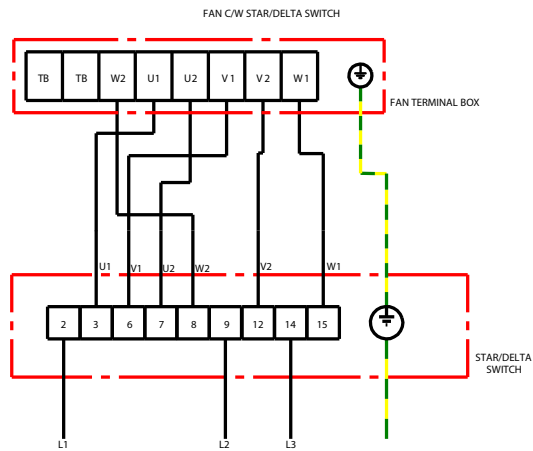 FAN C/W STAR/DELTA SWITCH
TB TB W2 U1 U2 V1 V2 W1
FAN TERMINAL BOX
U1 V1 U2 W2 V2 W1
2 3 6 7 8 9 12 14 15
STAR/DELTA
SWITCH
L1 L2 L3